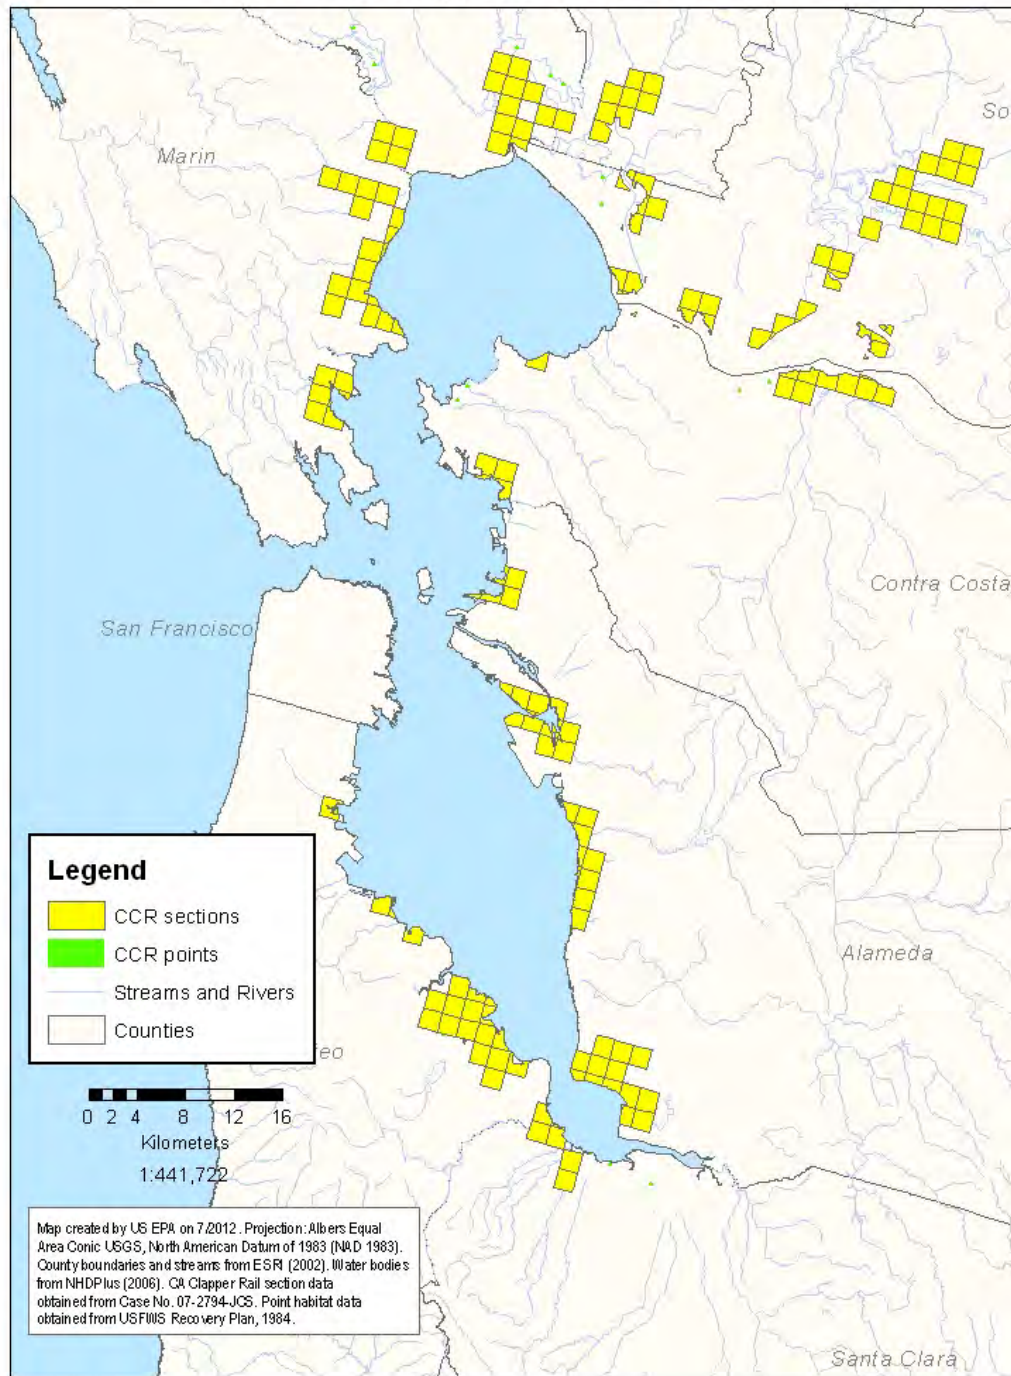 Marin
So
Contra Costa
San Francisco
Legend
CCR sections
CCR points
Streams and Rivers
Counties
Alameda
eo
0 2 4 8 12 16
Kilometers
1:441,722
Map created by US EPA on 7/2012. Projection: Albers Equal
Area Conic USGS, North American Datum of 1983 (NAD 1983).
County boundaries and streams from ESRI (2002). Water bodies
from NHDPlus (2006). CA Clapper Rail section data
obtained from Case No. 07-2794-JCS. Point habitat data
obtained from USFWS Recovery Plan, 1984.
Santa Clara